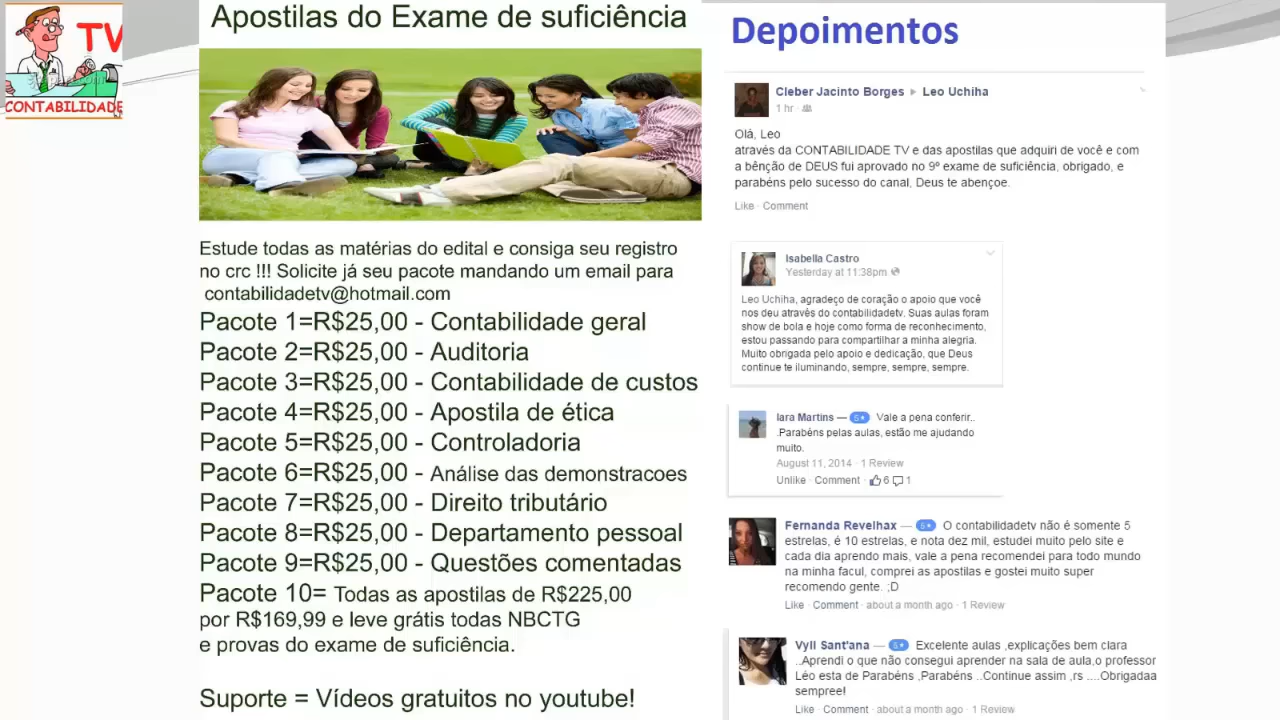 TV
CONTABILIDADE
Apostilas do Exame de suficiência
Estude todas as matérias do edital e consiga seu registro
no crc !!! Solicite já seu pacote mandando um email para
contabilidadetv@hotmail.com
Pacote 1=R$25,00 - Contabilidade geral
Pacote 2=R$25,00 - Auditoria
Pacote 3=R$25,00 - Contabilidade de custos
Pacote 4=R$25,00 - Apostila de ética
Pacote 5=R$25,00 - Controladoria
Pacote 6=R$25,00 - Análise das demonstracoes
Pacote 7=R$25,00 - Direito tributário
Pacote 8=R$25,00 - Departamento pessoal
Pacote 9=R$25,00 - Questões comentadas
Pacote 10= Todas as apostilas de R$225,00
por R$169,99 e leve grátis todas NBCTG
e provas do exame de suficiência.
Suporte = Vídeos gratuitos no youtube!
Depoimentos
Cleber Jacinto Borges ▸ Leo Uchiha
1 hr ·
Olá, Leo
através da CONTABILIDADE TV e das apostilas que adquiri de você e com
a bênção de DEUS fui aprovado no 9º exame de suficiência, obrigado, e
parabéns pelo sucesso do canal, Deus te abençoe.
Like · Comment
Isabella Castro
Yesterday at 11:38pm
Leo Uchiha, agradeço de coração o apoio que você
nos deu através do contabilidadetv. Suas aulas foram
show de bola e hoje como forma de reconhecimento,
estou passando para compartilhar a minha alegria.
Muito obrigada pelo apoio e dedicação, que Deus
continue te iluminando, sempre, sempre, sempre.
Iara Martins — 5★ Vale a pena conferir..
.Parabéns pelas aulas, estão me ajudando
muito.
August 11, 2014 · 1 Review
Unlike · Comment · 6 1
Fernanda Revelhax — 5★ O contabilidadetv não é somente 5
estrelas, é 10 estrelas, e nota dez mil, estudei muito pelo site e
cada dia aprendo mais, vale a pena recomendei para todo mundo
na minha facul, comprei as apostilas e gostei muito super
recomendo gente. ;D
Like · Comment · about a month ago · 1 Review
Vyll Sant'ana — 5★ Excelente aulas ,explicações bem clara
..Aprendi o que não consegui aprender na sala de aula,o professor
Léo esta de Parabéns ,Parabéns ..Continue assim ,rs ....Obrigadaa
sempree!
Like · Comment · about a month ago · 1 Review